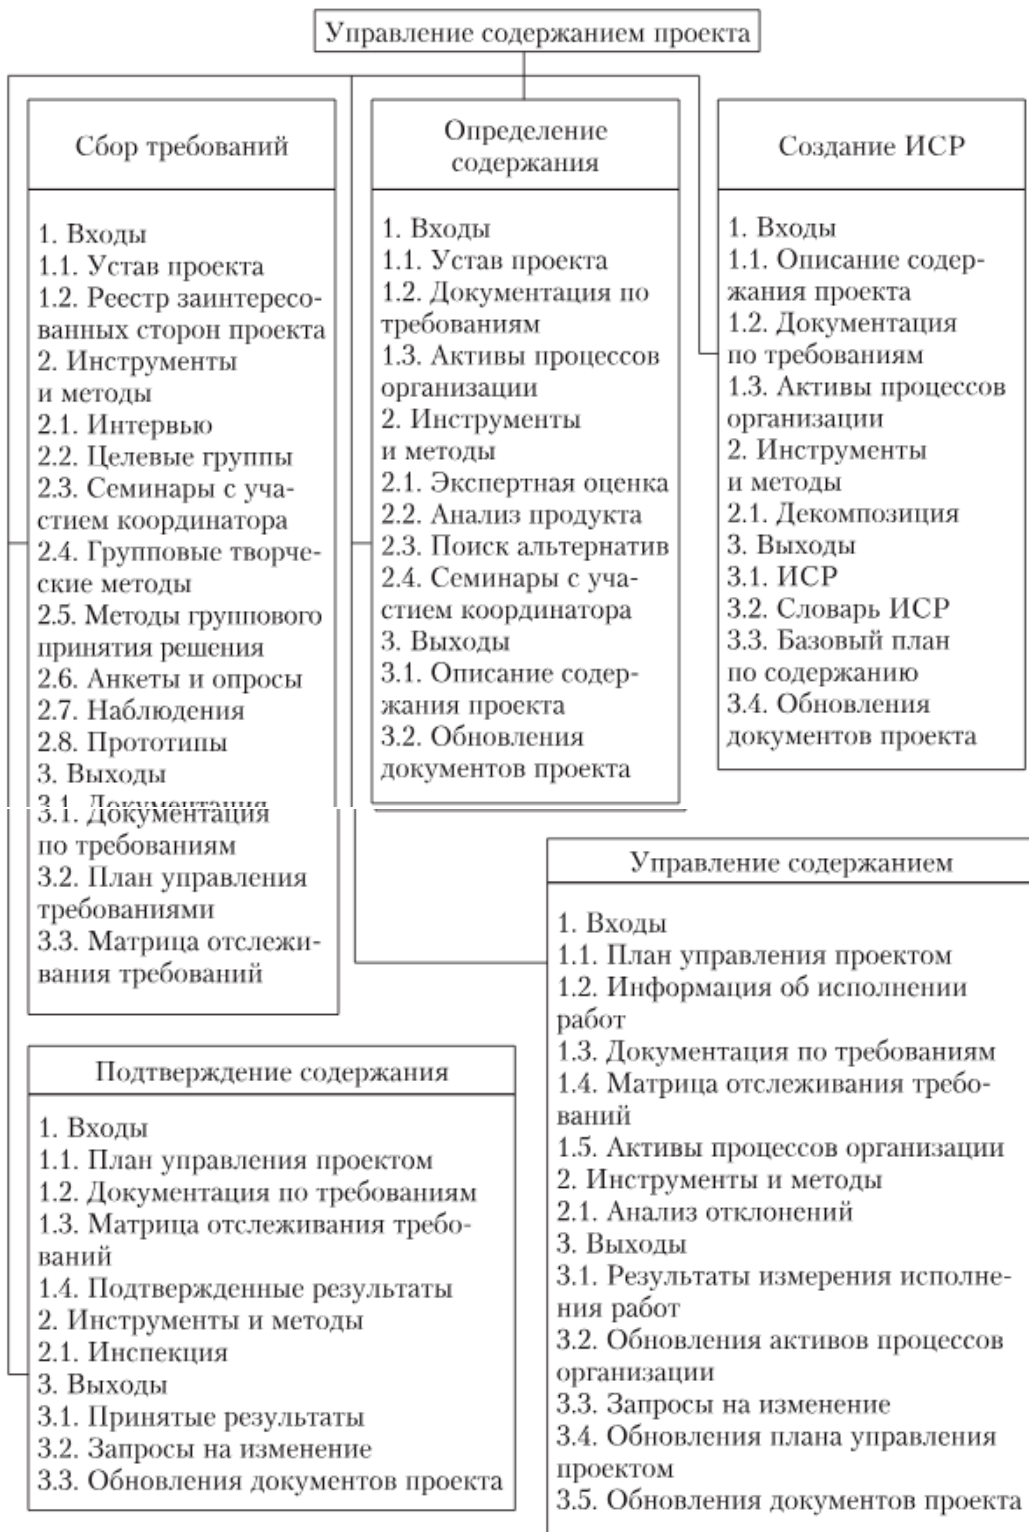 Управление содержанием проекта
Сбор требований
1. Входы
1.1. Устав проекта
1.2. Реестр заинтересо-
ванных сторон проекта
2. Инструменты
и методы
2.1. Интервью
2.2. Целевые группы
2.3. Семинары с уча-
стием координатора
2.4. Групповые творче-
ские методы
2.5. Методы группового
принятия решения
2.6. Анкеты и опросы
2.7. Наблюдения
2.8. Прототипы
3. Выходы
3.1. Документация
3.1. Документация
по требованиям
3.2. План управления
требованиями
3.3. Матрица отслежи-
вания требований
Определение
содержания
1. Входы
1.1. Устав проекта
1.2. Документация по
требованиям
1.3. Активы процессов
организации
2. Инструменты
и методы
2.1. Экспертная оценка
2.2. Анализ продукта
2.3. Поиск альтернатив
2.4. Семинары с уча-
стием координатора
3. Выходы
3.1. Описание содер-
жания проекта
3.2. Обновления
документов проекта
Создание ИСР
1. Входы
1.1. Описание содер-
жания проекта
1.2. Документация
по требованиям
1.3. Активы процессов
организации
2. Инструменты
и методы
2.1. Декомпозиция
3. Выходы
3.1. ИСР
3.2. Словарь ИСР
3.3. Базовый план
по содержанию
3.4. Обновления
документов проекта
Подтверждение содержания
1. Входы
1.1. План управления проектом
1.2. Документация по требованиям
1.3. Матрица отслеживания требо-
ваний
1.4. Подтвержденные результаты
2. Инструменты и методы
2.1. Инспекция
3. Выходы
3.1. Принятые результаты
3.2. Запросы на изменение
3.3. Обновления документов проекта
Управление содержанием
1. Входы
1.1. План управления проектом
1.2. Информация об исполнении
работ
1.3. Документация по требованиям
1.4. Матрица отслеживания требо-
ваний
1.5. Активы процессов организации
2. Инструменты и методы
2.1. Анализ отклонений
3. Выходы
3.1. Результаты измерения исполне-
ния работ
3.2. Обновления активов процессов
организации
3.3. Запросы на изменение
3.4. Обновления плана управления
проектом
3.5. Обновления документов проекта